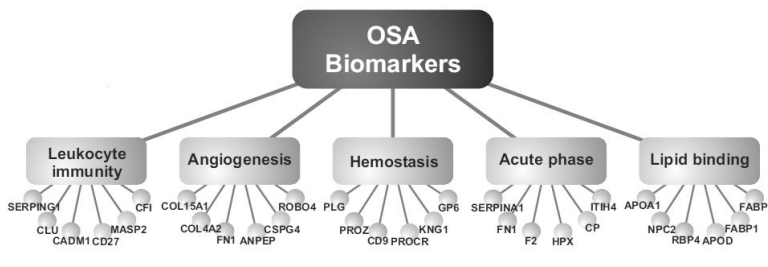 OSA
Biomarkers
Leukocyte
immunity
Angiogenesis
Hemostasis
Acute phase
Lipid binding
SERPING1
CLU
CADM1
CD27
MASP2
CFI
COL15A1
COL4A2
FN1
ANPEP
CSPG4
ROBO4
PLG
PROZ
CD9
PROCR
KNG1
GP6
SERPINA1
FN1
F2
HPX
CP
ITIH4
APOA1
NPC2
RBP4
APOD
FABP1
FABP